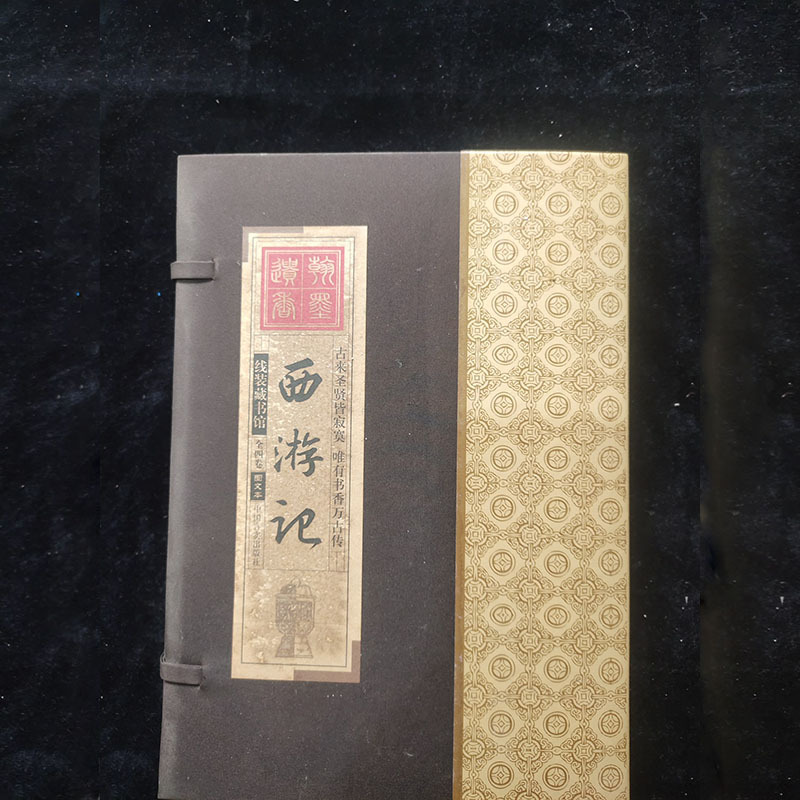 翰墨遺香
古来圣贤皆寂寞 唯有书香万古传
西游记
线装藏书馆 全四卷 图文本